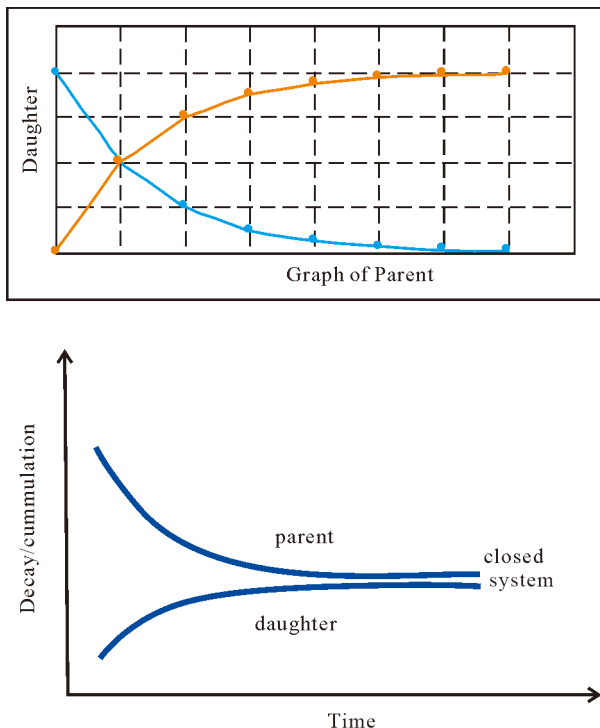 Daughter
Graph of Parent
Decay/cummulation
parent
closed
system
daughter
Time